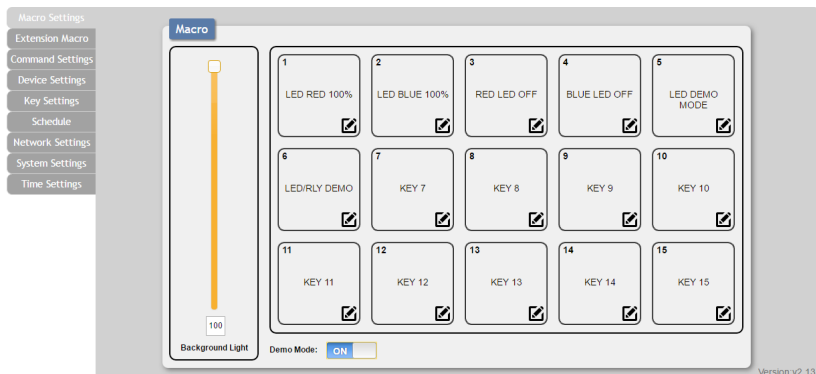 Macro Settings
Extension Macro
Command Settings
Device Settings
Key Settings
Schedule
Network Settings
System Settings
Time Settings
Macro
1
LED RED 100%
2
LED BLUE 100%
3
RED LED OFF
4
BLUE LED OFF
5
LED DEMO
MODE
6
LED/RLY DEMO
7
KEY 7
8
KEY 8
9
KEY 9
10
KEY 10
11
KEY 11
12
KEY 12
13
KEY 13
14
KEY 14
15
KEY 15
100
Background Light
Demo Mode: ON
Version v2.13